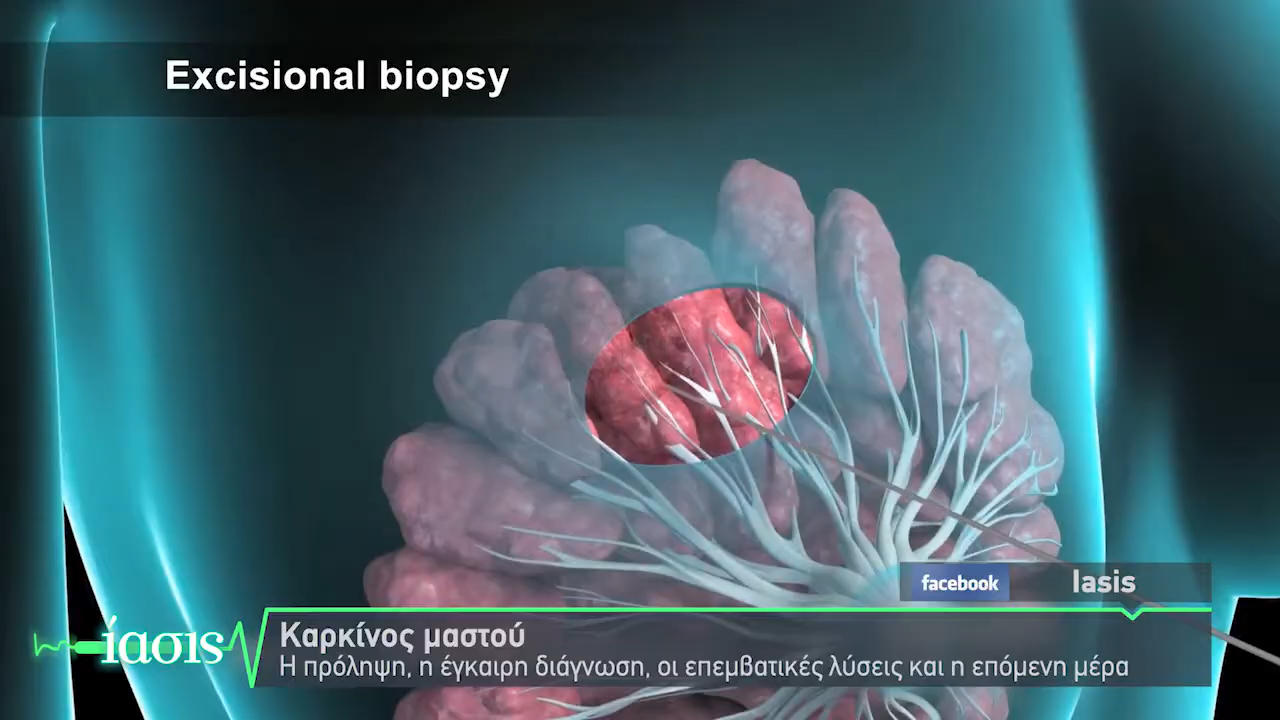 Excisional biopsy
facebook
Iasis
ίασις
Καρκίνος μαστού
Η πρόληψη, η έγκαιρη διάγνωση, οι επεμβατικές λύσεις και η επόμενη μέρα